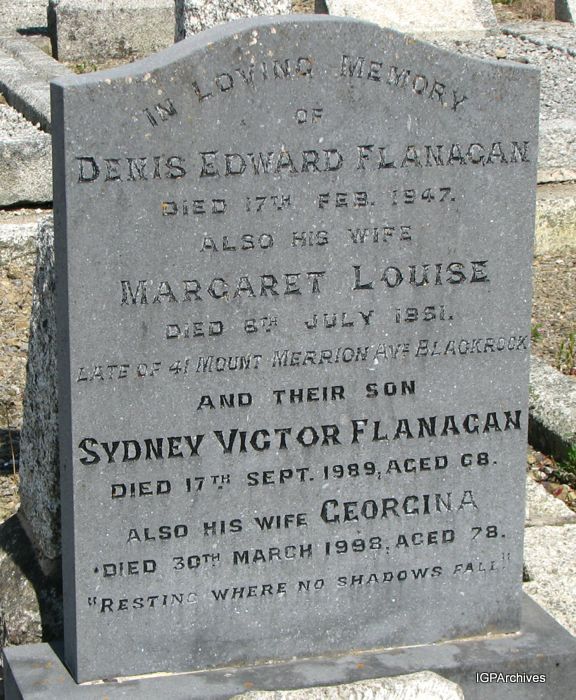 IN LOVING MEMORY
OF
DENIS EDWARD FLANAGAN
DIED 17TH FEB. 1947.
ALSO HIS WIFE
MARGARET LOUISE
DIED 6TH JULY 1951.
LATE OF 41 MOUNT MERRION AVE BLACKROCK
AND THEIR SON
SYDNEY VICTOR FLANAGAN
DIED 17TH SEPT. 1989, AGED 68.
ALSO HIS WIFE GEORGINA
DIED 30TH MARCH 1998, AGED 78.
"RESTING WHERE NO SHADOWS FALL"
IGPArchives